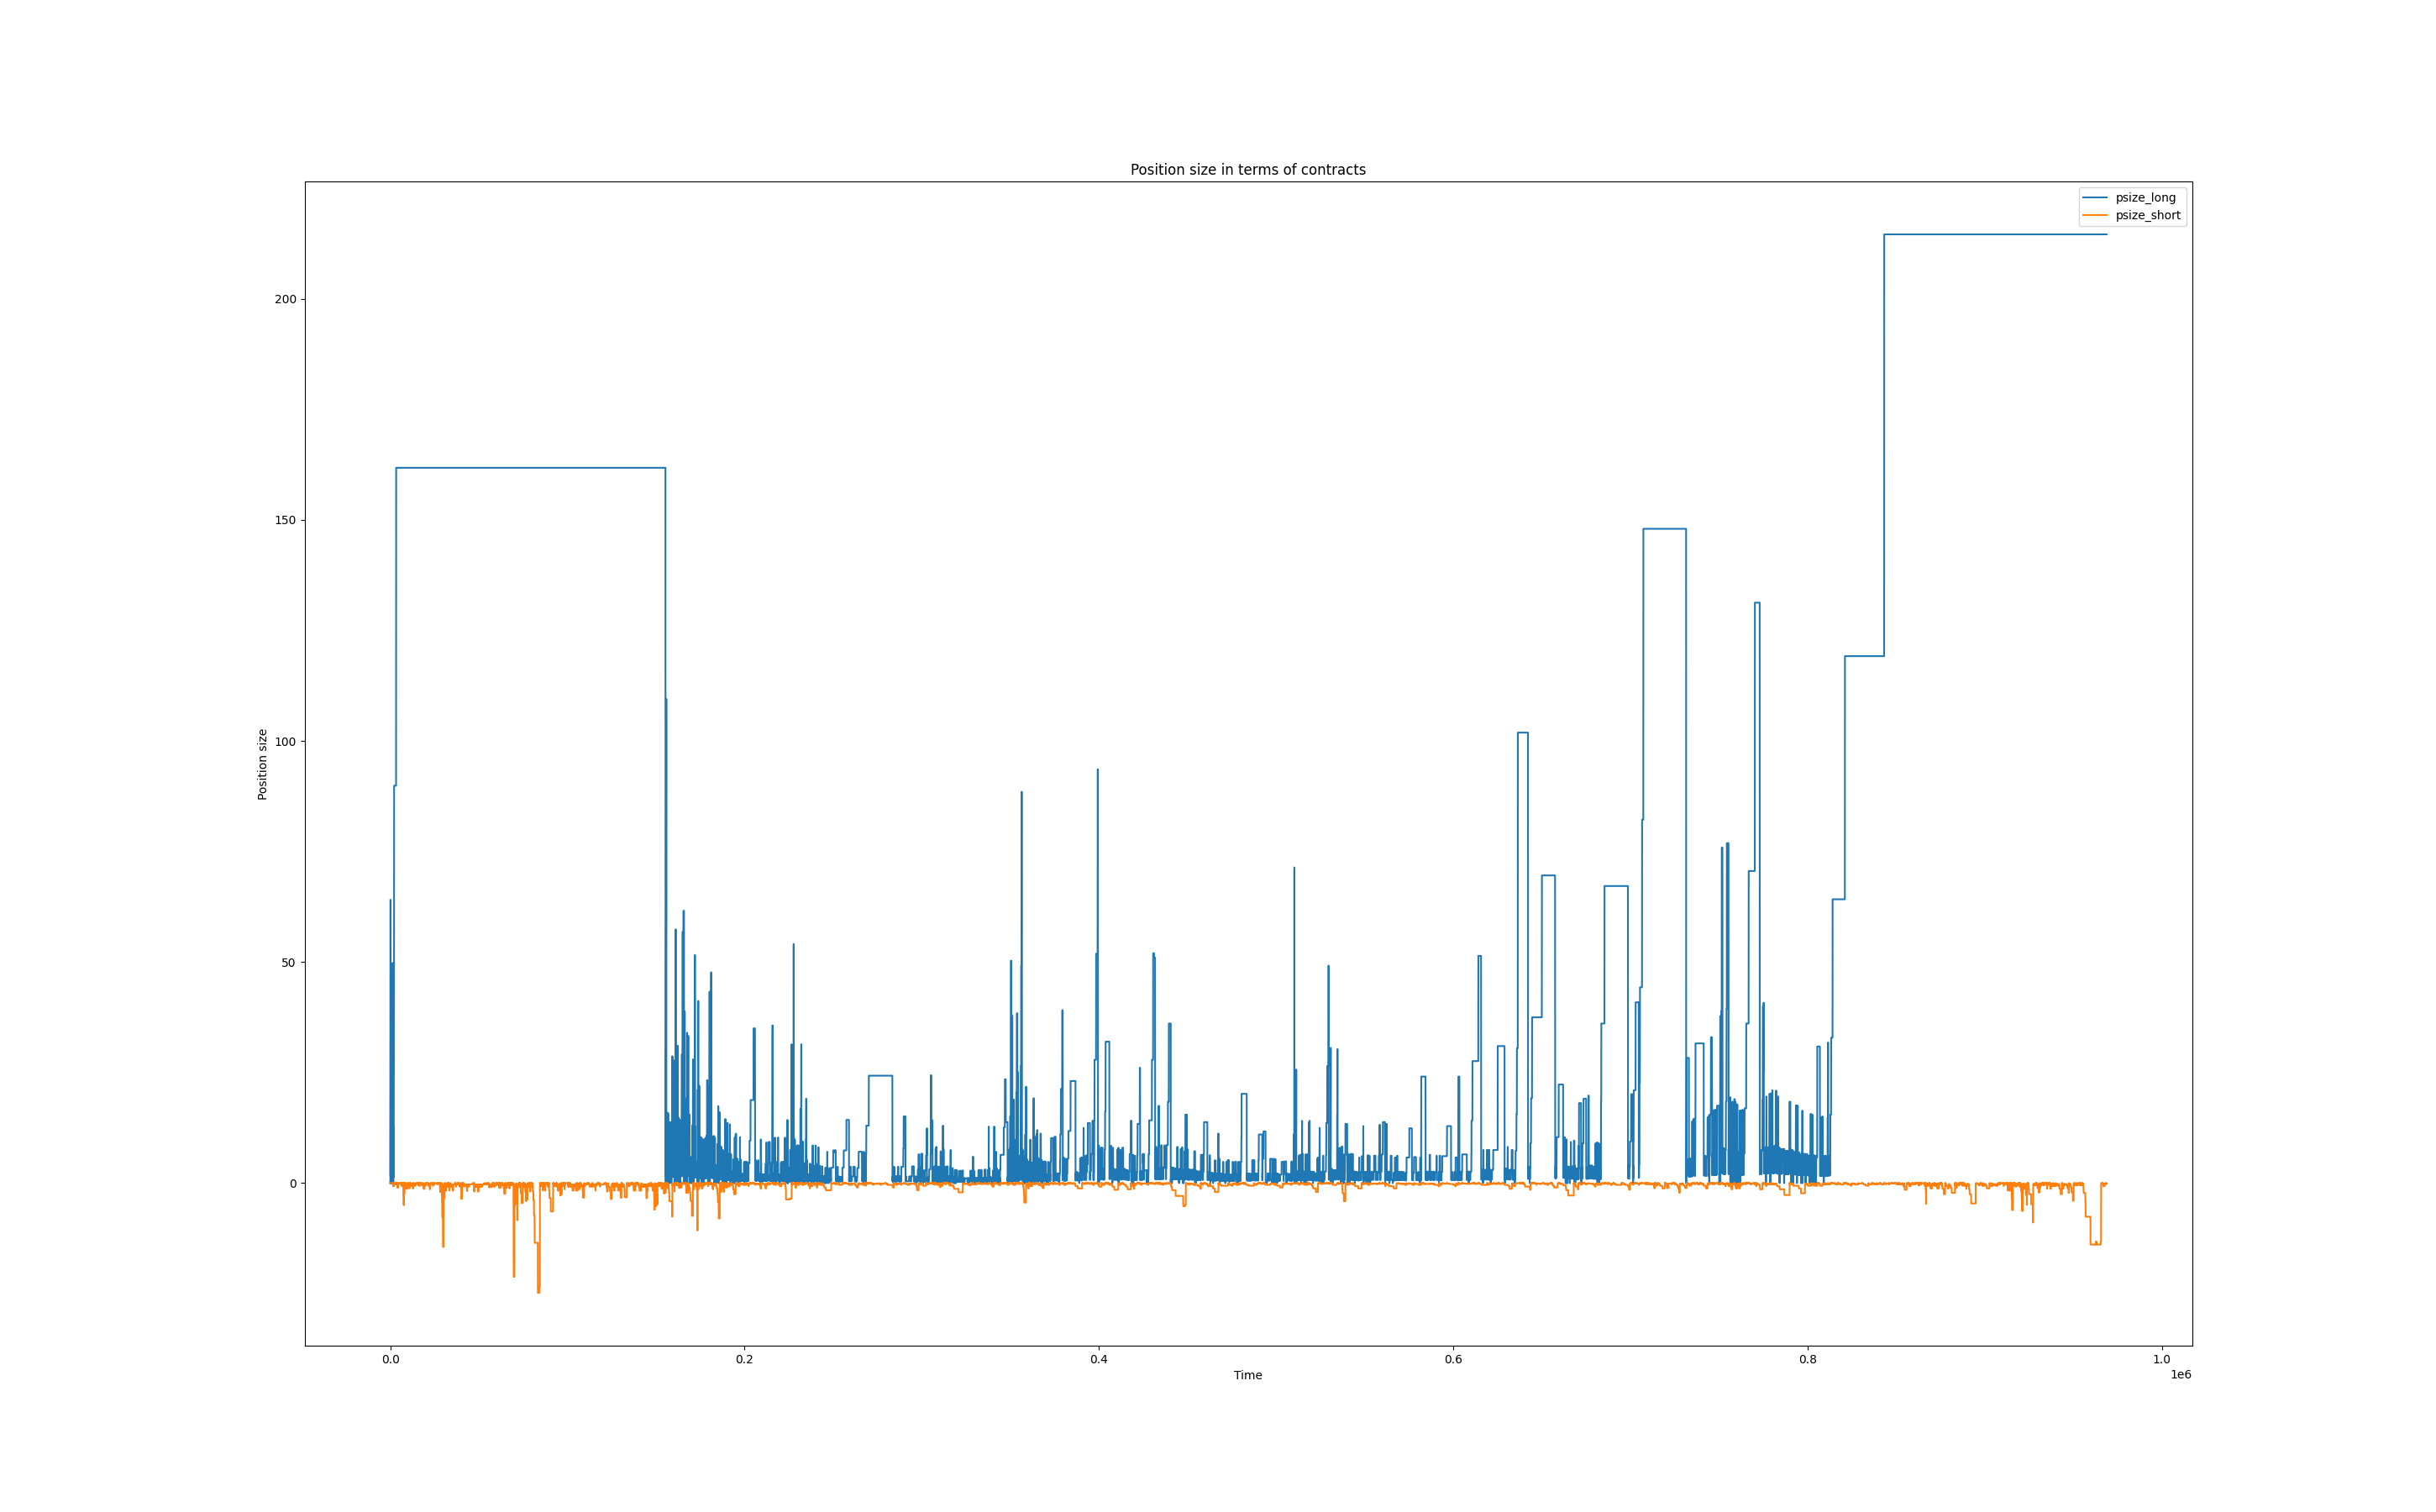 Position size in terms of contracts
psize_long
psize_short
Position size
200
150
100
50
0
0.0 0.2 0.4 0.6 0.8 1.0
Time
1e6